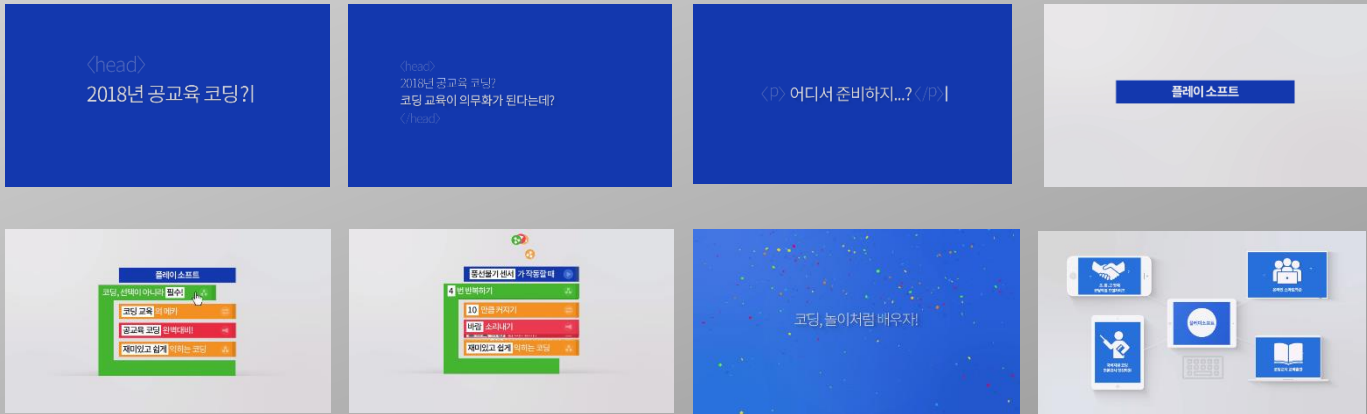 <head>
2018년 공교육 코딩?|
<head>
2018년 공교육 코딩?
코딩 교육이 의무화가 된다는데?
</head>
<P> 어디서 준비하지...? </P>|
플레이 소프트
플레이 소프트
코딩, 선택이 아니라 필수!
코딩 교육 의 메카
공교육 코딩 완벽대비!
재미있고 쉽게 익히는 코딩
풍선불기 센서 가 작동할 때
4 번 반복하기
10 만큼 커지기
바람 소리내기
재미있고 쉽게 익히는 코딩
코딩, 놀이처럼 배우자!
플레이소프트